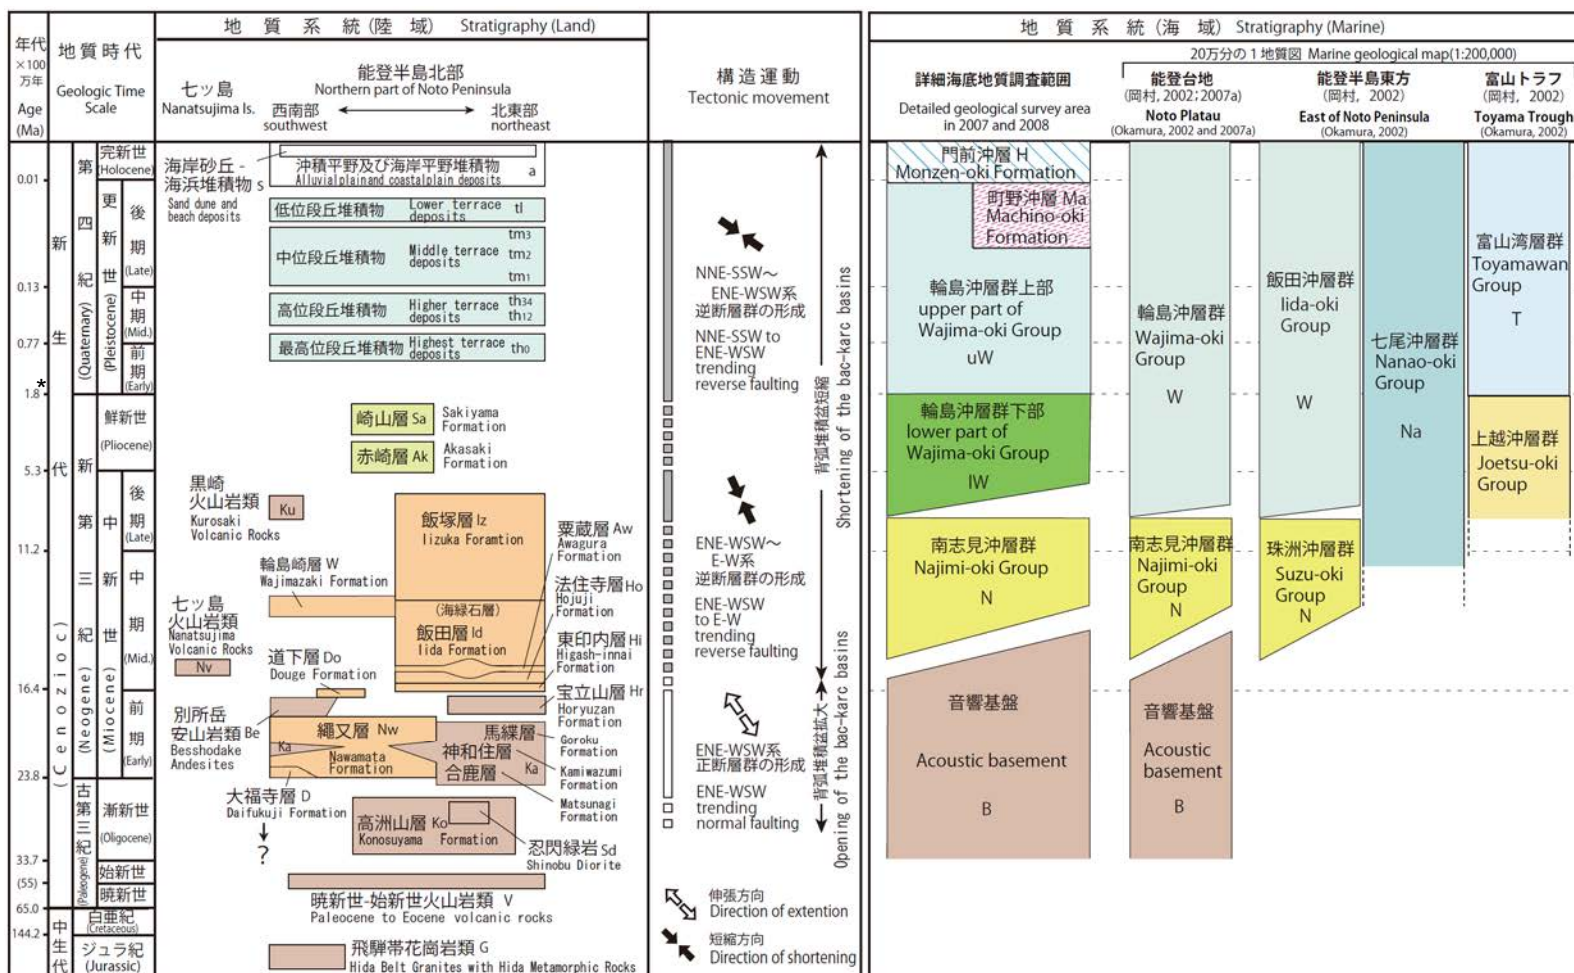 年代
×100
万年
Age
(Ma)
地 質 時 代
Geologic Time
Scale
地 質 系 統 (陸 域) Stratigraphy (Land)
七ッ島
Nanatsujima Is.
能登半島北部
Northern part of Noto Peninsula
西南部
southwest
北東部
northeast
構造運動
Tectonic movement
地 質 系 統 (海 域) Stratigraphy (Marine)
20万分の1地質図 Marine geological map(1:200,000)
詳細海底地質調査範囲
Detailed geological survey area
in 2007 and 2008
能登台地
(岡村, 2002;2007a)
Noto Platau
(Okamura, 2002 and 2007a)
能登半島東方
(岡村, 2002)
East of Noto Peninsula
(Okamura, 2002)
富山トラフ
(岡村, 2002)
Toyama Trough
(Okamura, 2002)
0.01
0.13
0.77
*
1.8
5.3
11.2
16.4
23.8
33.7
(55)
65.0
144.2
新 生 代 (Cenozoic)
中生代
第四紀 (Quaternary)
新第三紀 (Neogene)
古第三紀 (Paleogene)
完新世
(Holocene)
更新世 (Pleistocene)
後期 (Late)
中期 (Mid.)
前期 (Early)
鮮新世
(Pliocene)
中新世 (Miocene)
後期 (Late)
中期 (Mid.)
前期 (Early)
漸新世
(Oligocene)
始新世
暁新世
白亜紀
(Cretaceous)
ジュラ紀
(Jurassic)
海岸砂丘 -
海浜堆積物 s
Sand dune and
beach deposits
沖積平野及び海岸平野堆積物
Alluvial plain and coastal plain deposits
a
低位段丘堆積物 Lower terrace deposits tl
中位段丘堆積物 Middle terrace deposits
tm3
tm2
tm1
高位段丘堆積物 Higher terrace deposits
th34
th12
最高位段丘堆積物 Highest terrace deposits th0
崎山層 Sa
Sakiyama
Formation
赤崎層 Ak
Akasaki
Formation
黒崎
火山岩類
Kurosaki
Volcanic Rocks
Ku
飯塚層 Iz
Iizuka Foramtion
粟蔵層 Aw
Awagura
Formation
輪島崎層 W
Wajimazaki Formation
法住寺層 Ho
Hojuji
Formation
(海緑石層)
飯田層 Id
Iida Formation
七ッ島
火山岩類
Nanatsujima
Volcanic Rocks
Nv
東印内層 Hi
Higash-innai
Formation
道下層 Do
Douge Formation
宝立山層 Hr
Horyuzan
Formation
別所岳
安山岩類 Be
Besshodake
Andesites
縄又層 Nw
Nawamata
Formation
Ka
馬緤層
Goroku
Formation
神和住層
合鹿層
Ka
Kamiwazumi
Formation
Matsunagi
Formation
大福寺層 D
Daifukuji Formation
?
高洲山層 Ko
Konosuyama Formation
忍閃緑岩 Sd
Shinobu Diorite
暁新世-始新世火山岩類 V
Paleocene to Eocene volcanic rocks
飛騨帯花崗岩類 G
Hida Belt Granites with Hida Metamorphic Rocks
NNE-SSW～
ENE-WSW系
逆断層群の形成
NNE-SSW to
ENE-WSW
trending
reverse faulting
ENE-WSW～
E-W系
逆断層群の形成
ENE-WSW
to E-W
trending
reverse faulting
ENE-WSW系
正断層群の形成
ENE-WSW
trending
normal faulting
背弧堆積盆短縮
Shortening of the bac-karc basins
背弧堆積盆拡大
Opening of the bac-karc basins
伸張方向
Direction of extention
短縮方向
Direction of shortening
門前沖層 H
Monzen-oki Formation
町野沖層 Ma
Machino-oki
Formation
輪島沖層群上部
upper part of
Wajima-oki Group
uW
輪島沖層群下部
lower part of
Wajima-oki Group
lW
南志見沖層群
Najimi-oki Group
N
音響基盤
Acoustic basement
B
輪島沖層群
Wajima-oki
Group
W
南志見沖層群
Najimi-oki
Group
N
音響基盤
Acoustic
basement
B
飯田沖層群
Iida-oki
Group
W
珠洲沖層群
Suzu-oki
Group
N
七尾沖層群
Nanao-oki
Group
Na
富山湾層群
Toyamawan
Group
T
上越沖層群
Joetsu-oki
Group